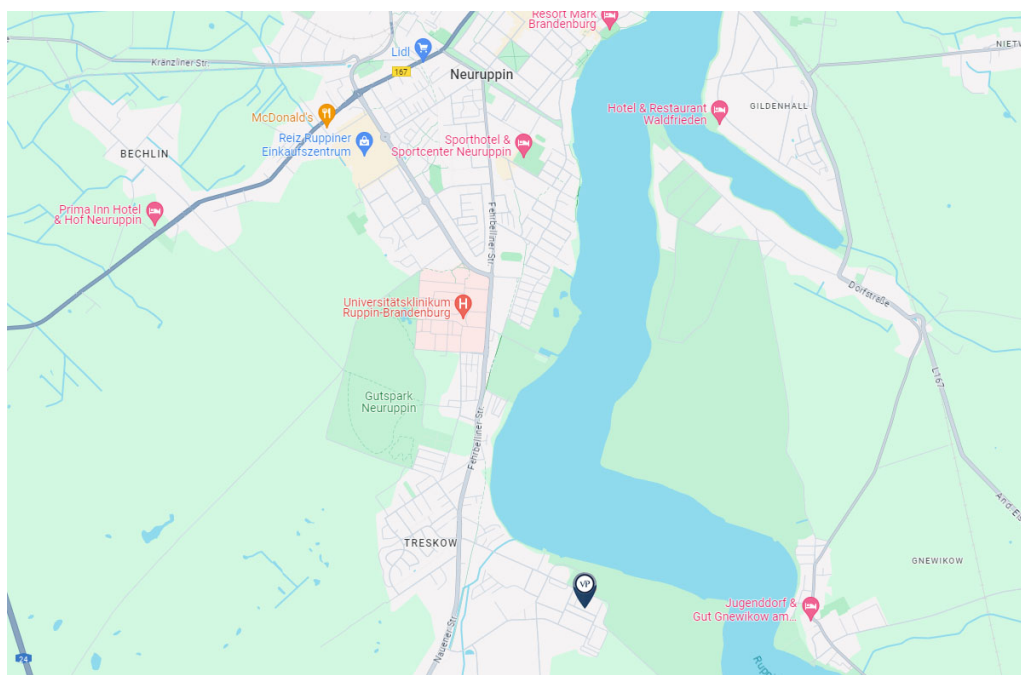 Resort Mark
Brandenburg
Kränzliner Str.
Lidl
167
Neuruppin
NIETW
McDonald's
Hotel & Restaurant
Waldfrieden
GILDENHALL
Reiz Ruppiner
Einkaufszentrum
Sporthotel &
Sportcenter Neuruppin
BECHLIN
Prima Inn Hotel
& Hof Neuruppin
Fehrbelliner Str.
Dorfstraße
Universitätsklinikum
Ruppin-Brandenburg
L167
Gutspark
Neuruppin
Fehrbelliner Str.
TRESKOW
GNEWIKOW
VP
Jugenddorf &
Gut Gnewikow am...
Nauener Str.
24
Rupp